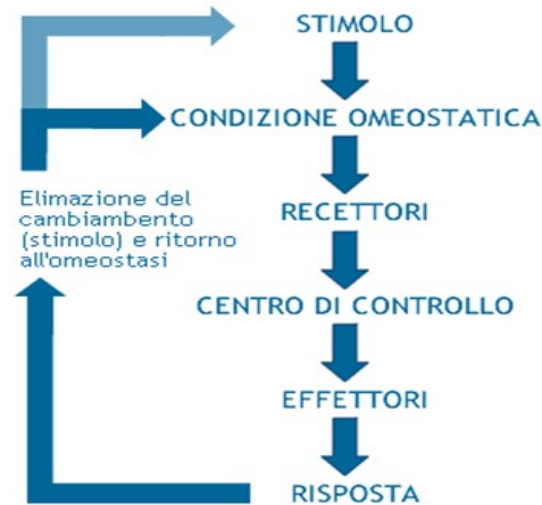 STIMOLO
CONDIZIONE OMEOSTATICA
Elimazione del
cambiambento
(stimolo) e ritorno
all'omeostasi
RECETTORI
CENTRO DI CONTROLLO
EFFETTORI
RISPOSTA